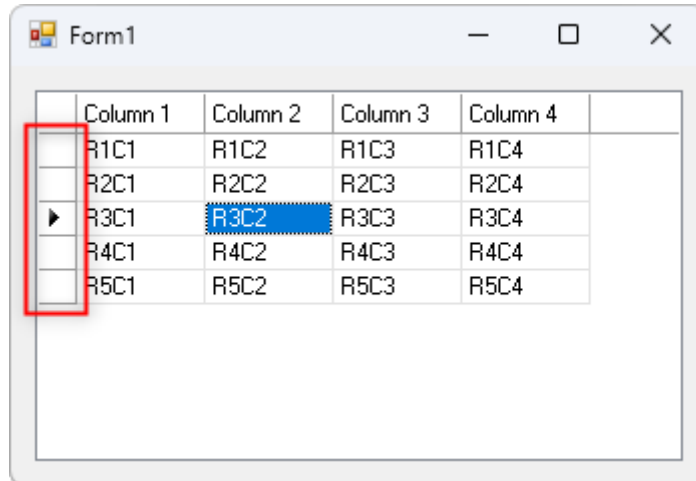 Form1
Column 1 Column 2 Column 3 Column 4
R1C1 R1C2 R1C3 R1C4
R2C1 R2C2 R2C3 R2C4
R3C1 R3C2 R3C3 R3C4
R4C1 R4C2 R4C3 R4C4
R5C1 R5C2 R5C3 R5C4